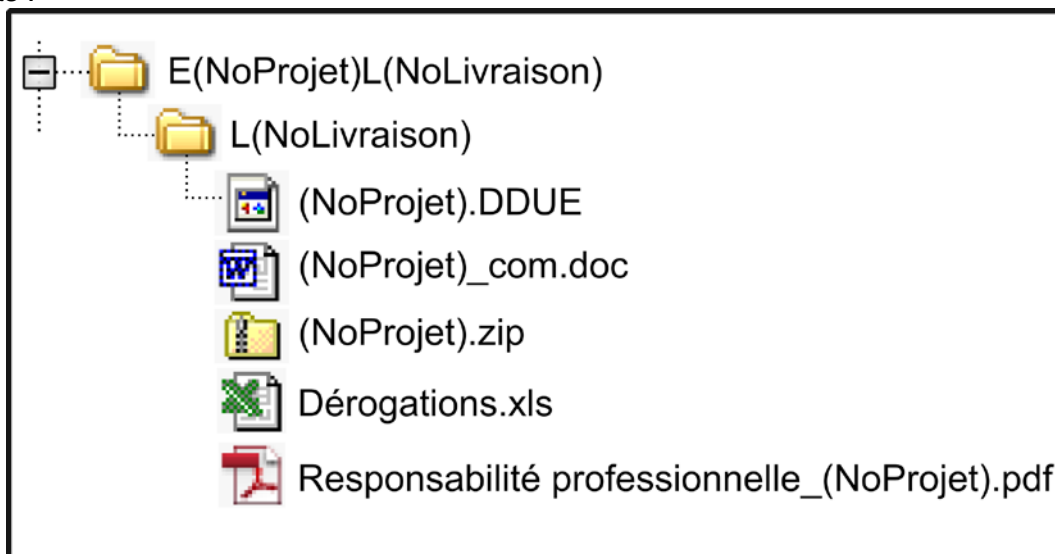 E(NoProjet)L(NoLivraison)
L(NoLivraison)
(NoProjet).DDUE
(NoProjet)_com.doc
(NoProjet).zip
Dérogations.xls
Responsabilité professionnelle_(NoProjet).pdf